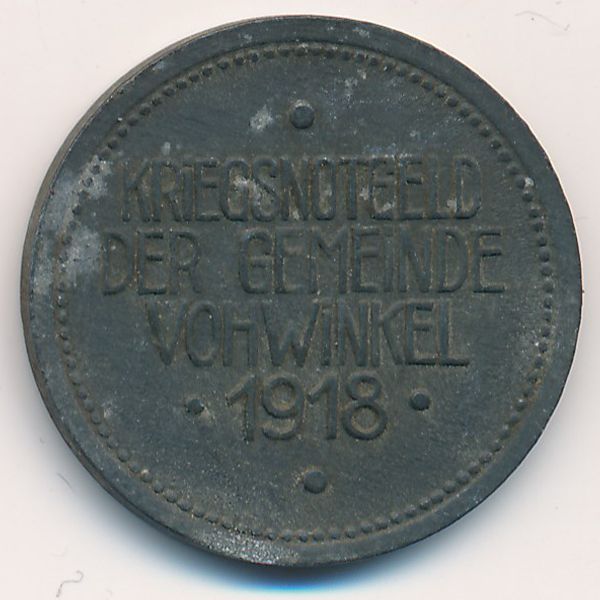 KRIEGSNOTGELD
DER GEMEINDE
VOHWINKEL
• 1918 •